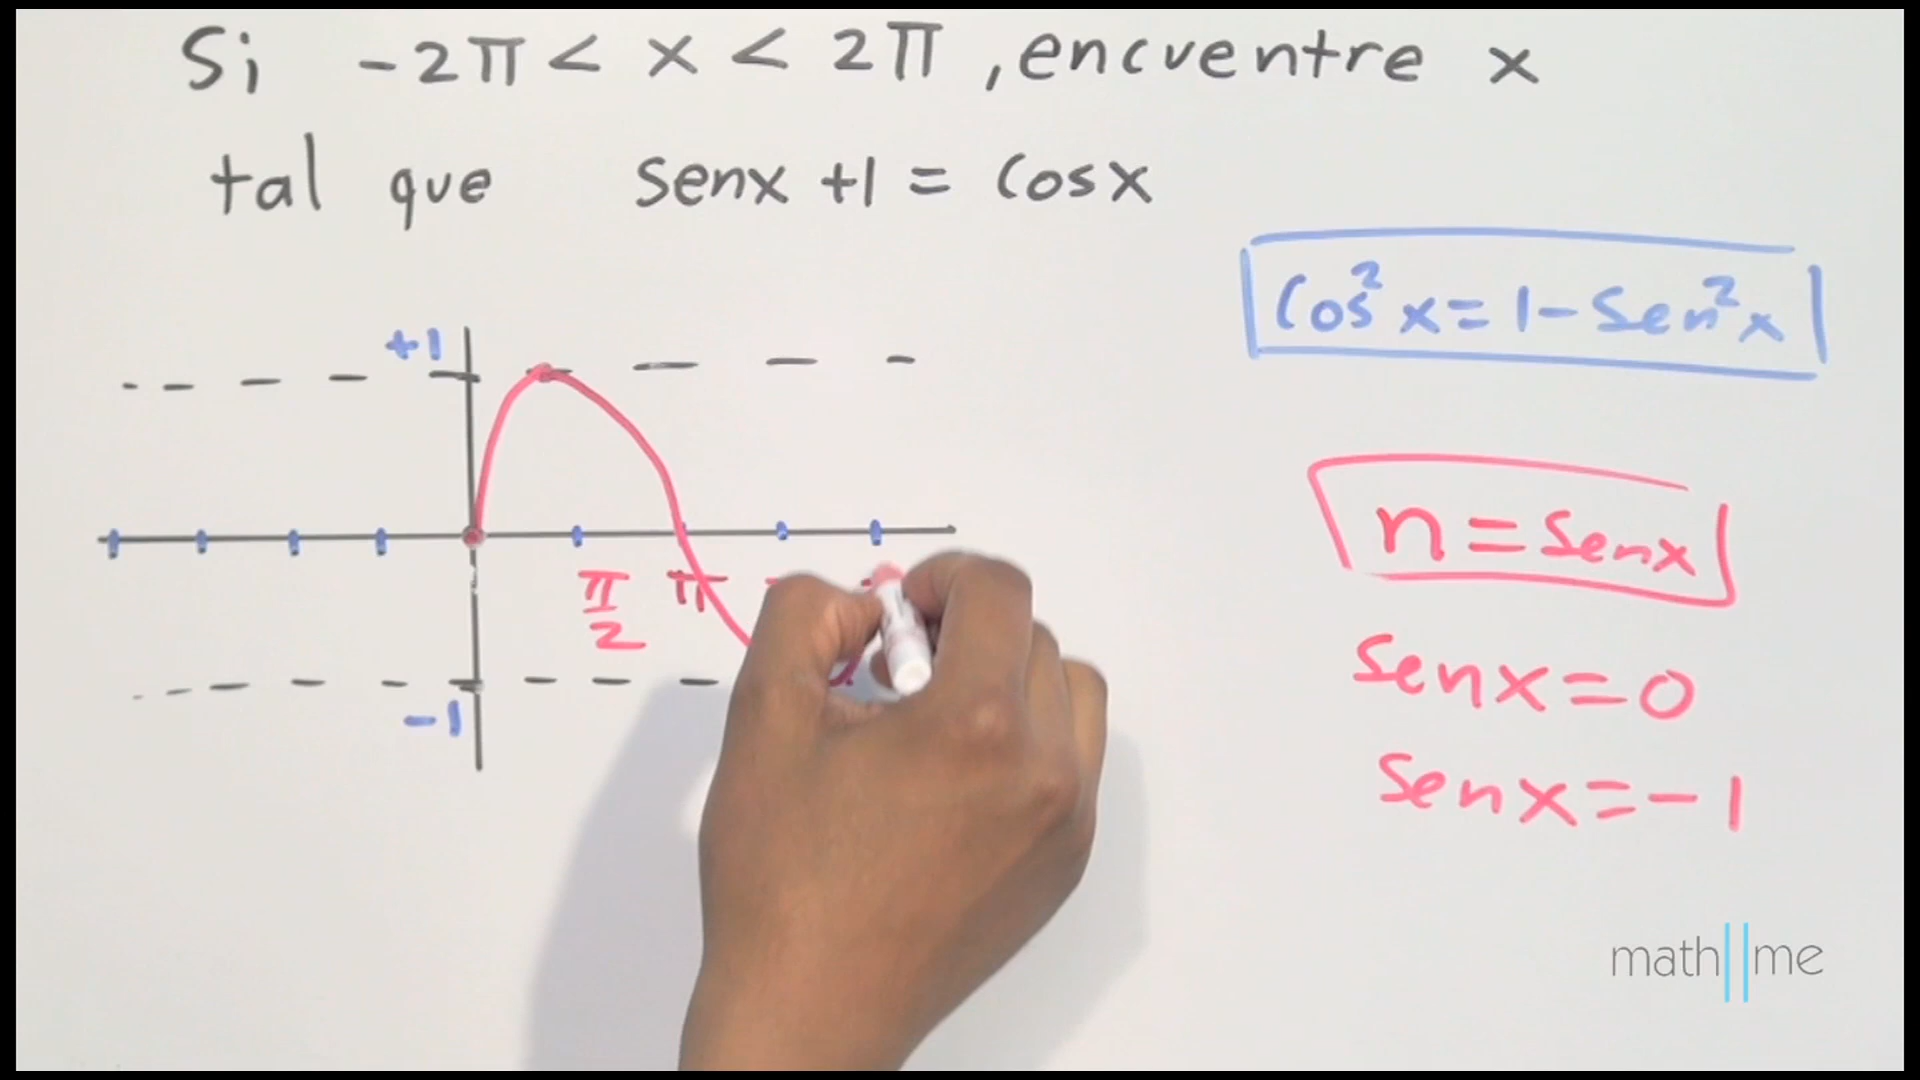 Si -2π < x < 2π , encuentre x
tal que senx +1 = Cosx
Cos²x = 1 - Sen²x
+1
n = Senx
π/2 π
Senx = 0
-1
Senx = -1
math||me